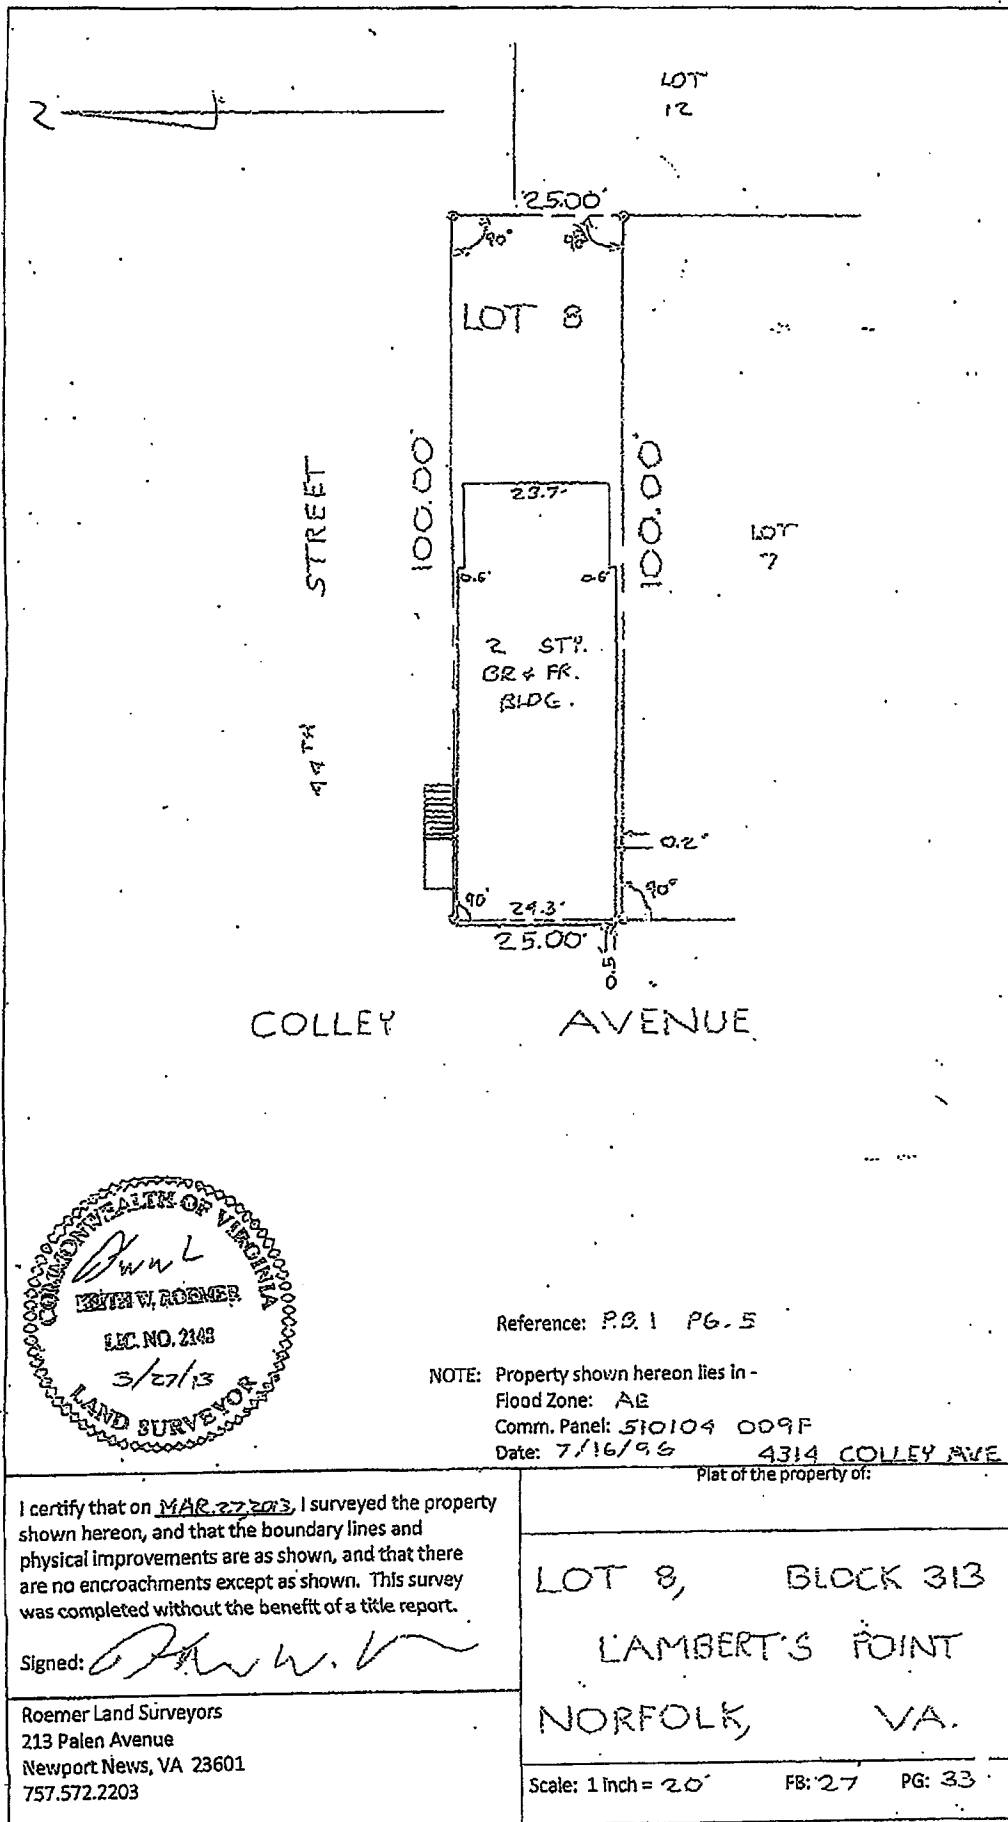 LOT
12
25.00'
90°
90°
LOT 8
100.00'
100.00'
STREET
44TH
23.7'
LOT
7
0.6'
0.6'
2 STY.
BR & FR.
BLDG.
0.2'
90°
90°
24.3'
25.00'
0.5
COLLEY AVENUE
COMMONWEALTH OF VIRGINIA
KEITH W. ROEMER
LIC. NO. 2148
3/27/13
LAND SURVEYOR
Reference: P.B. 1 PG. 5
NOTE: Property shown hereon lies in -
Flood Zone: AE
Comm. Panel: 510104 009F
Date: 7/16/96
4314 COLLEY AVE
Plat of the property of:
I certify that on MAR.27,2013, I surveyed the property
shown hereon, and that the boundary lines and
physical improvements are as shown, and that there
are no encroachments except as shown. This survey
was completed without the benefit of a title report.
Signed:
Roemer Land Surveyors
213 Palen Avenue
Newport News, VA 23601
757.572.2203
LOT 8, BLOCK 313
LAMBERT'S POINT
NORFOLK, VA.
Scale: 1 inch = 20'
FB: 27 PG: 33